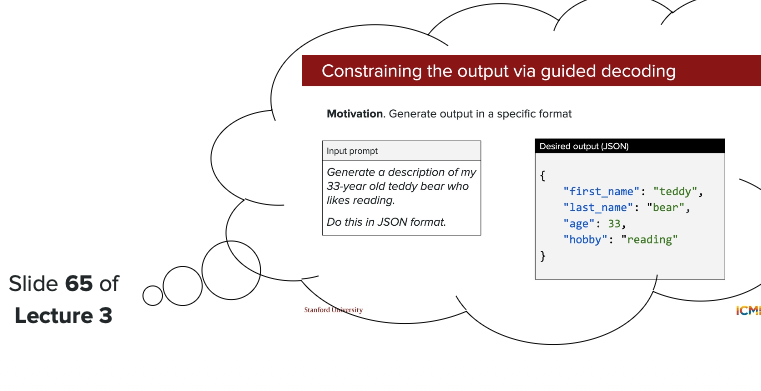 Constraining the output via guided decoding
Motivation. Generate output in a specific format
Input prompt
Generate a description of my
33-year old teddy bear who
likes reading.
Do this in JSON format.
Desired output (JSON)
{
    "first_name": "teddy",
    "last_name": "bear",
    "age": 33,
    "hobby": "reading"
}
Slide 65 of
Lecture 3
Stanford University
ICM